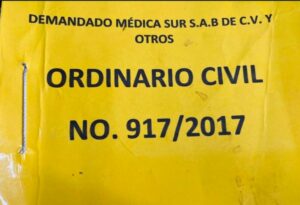 DEMANDADO MÉDICA SUR S.A.B DE C.V. Y
OTROS
ORDINARIO CIVIL
NO. 917/2017